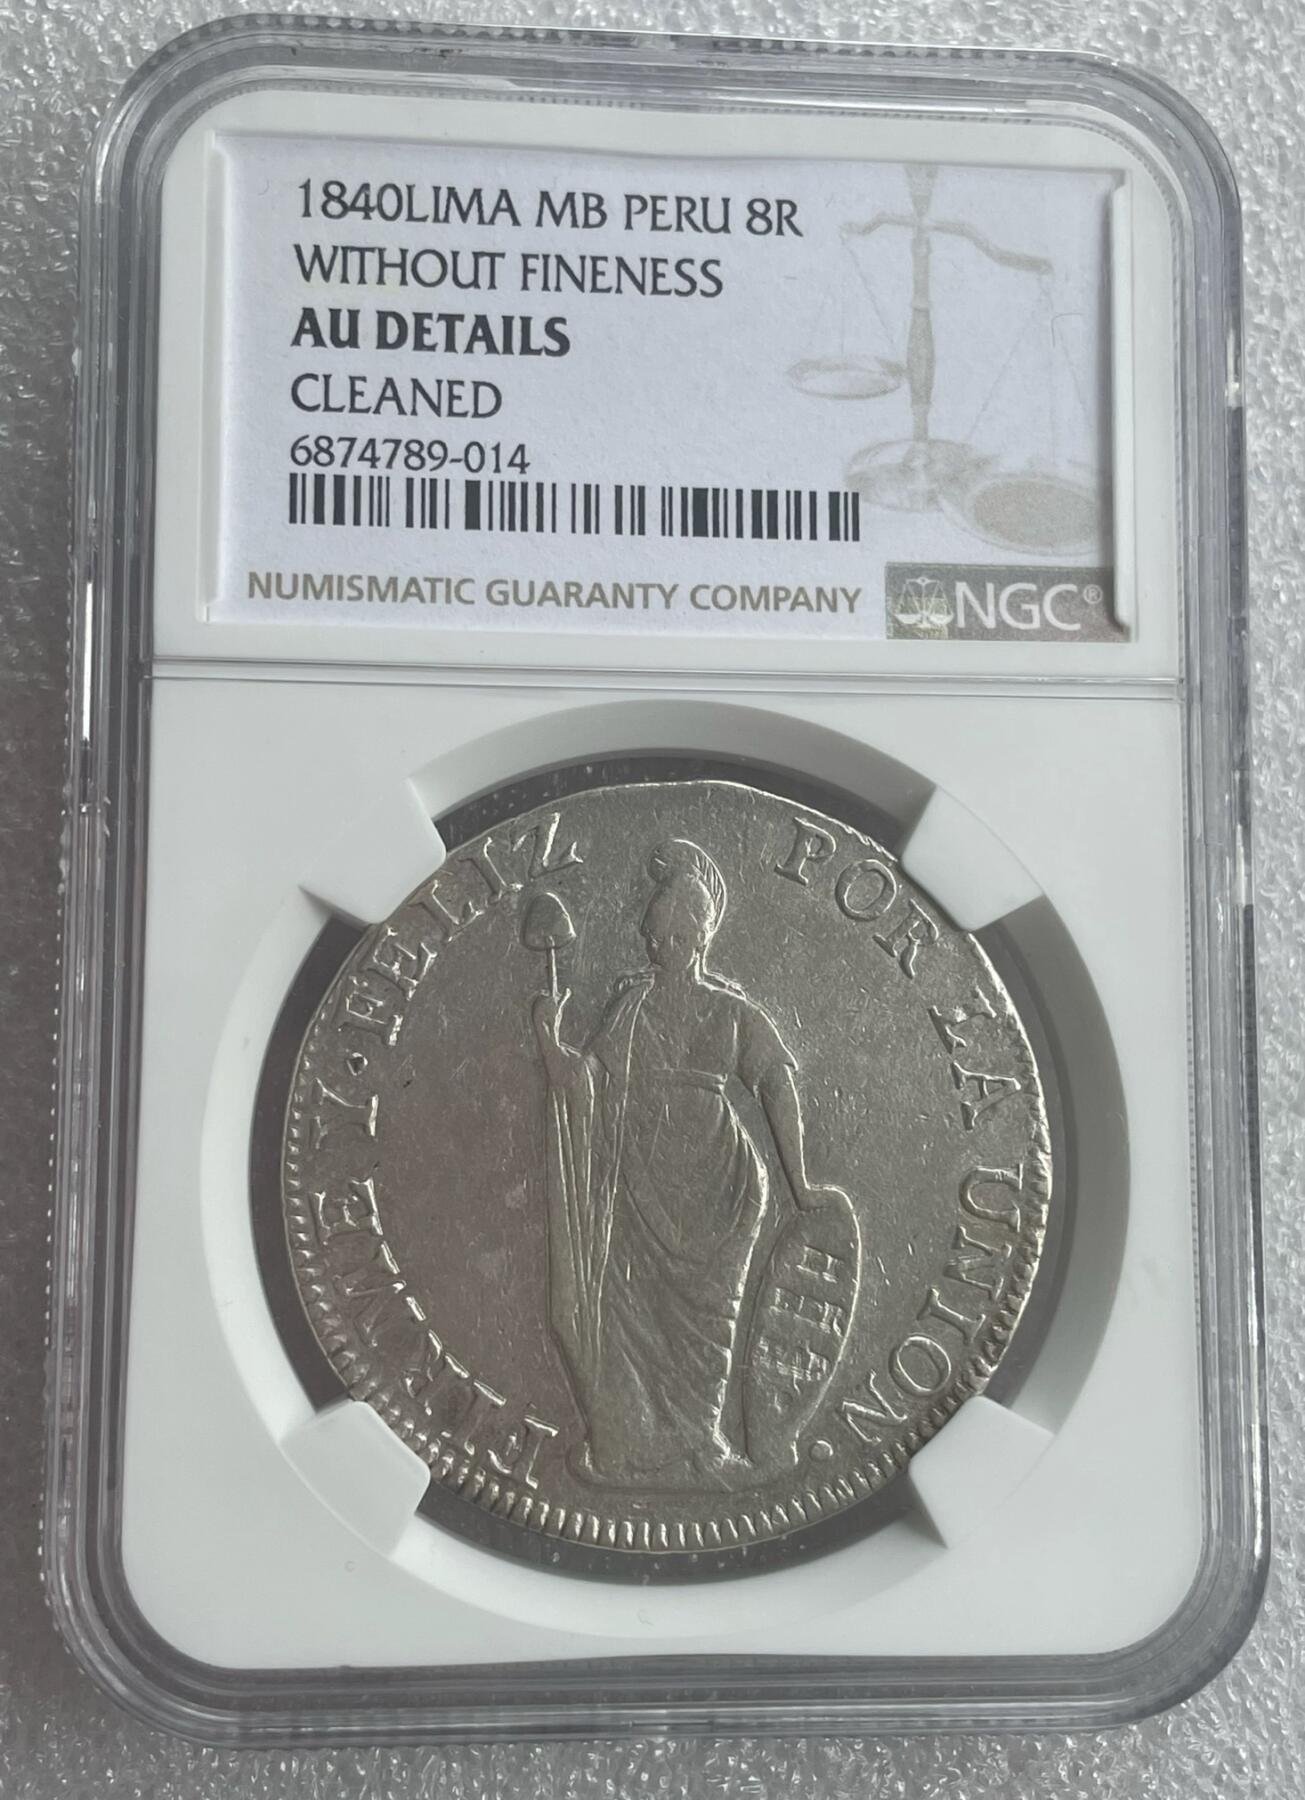 1840LIMA MB PERU 8R
WITHOUT FINENESS
AU DETAILS
CLEANED
6874789-014
NUMISMATIC GUARANTY COMPANY
NGC®
FIRME Y·FELIZ POR LA UNION·